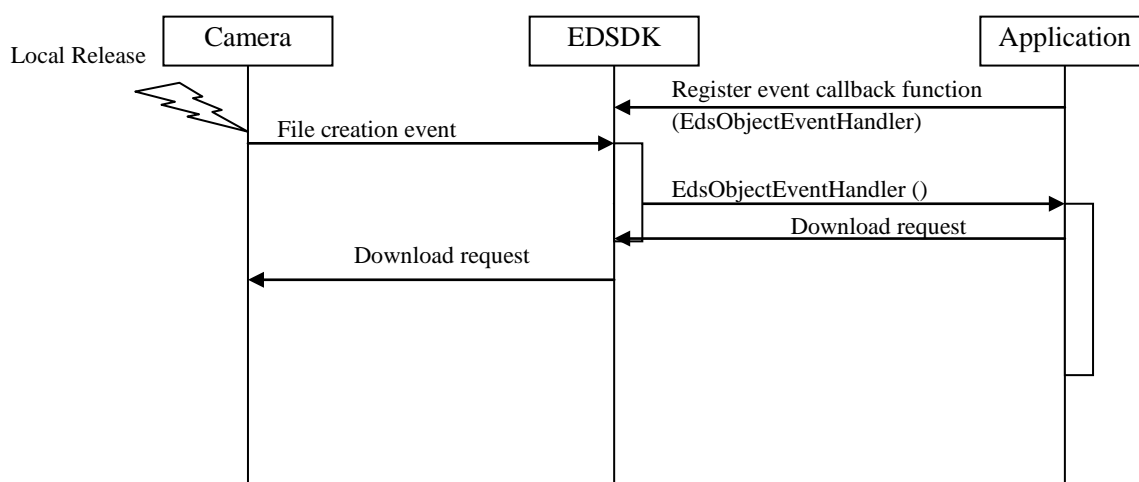 Camera
EDSDK
Application
Local Release
Register event callback function
(EdsObjectEventHandler)
File creation event
EdsObjectEventHandler ()
Download request
Download request